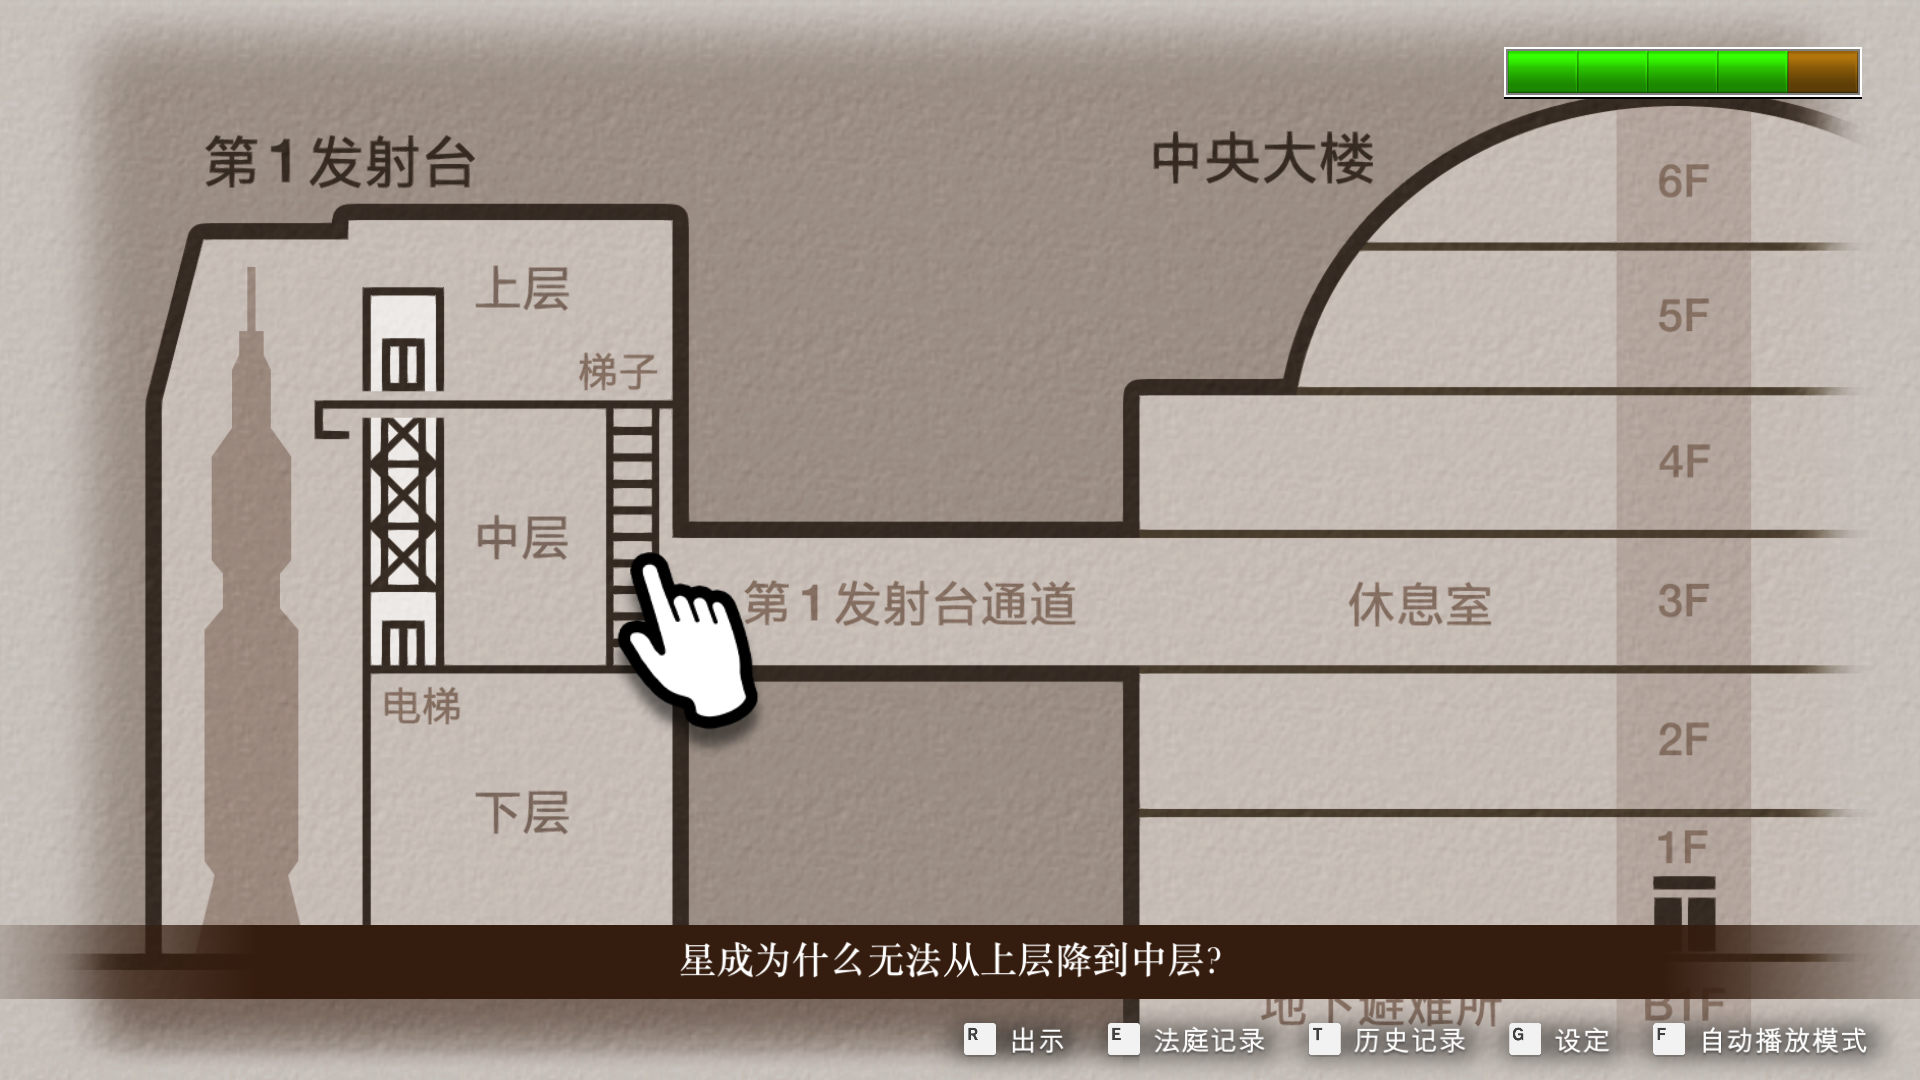 第1发射台
中央大楼
6F
上层
5F
梯子
4F
中层
第1发射台通道
休息室
3F
电梯
2F
下层
1F
星成为什么无法从上层降到中层?
地下避难所
B1F
R 出示
E 法庭记录
T 历史记录
G 设定
F 自动播放模式